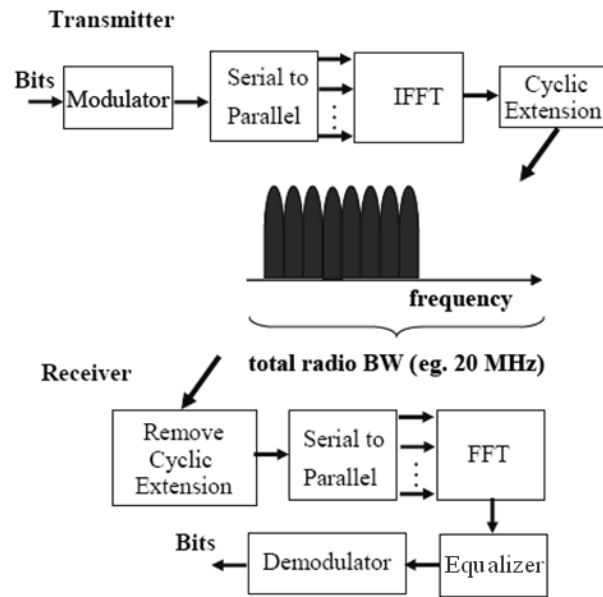 Transmitter
Bits
Modulator
Serial to
Parallel
IFFT
Cyclic
Extension
frequency
total radio BW (eg. 20 MHz)
Receiver
Remove
Cyclic
Extension
Serial to
Parallel
FFT
Bits
Demodulator
Equalizer